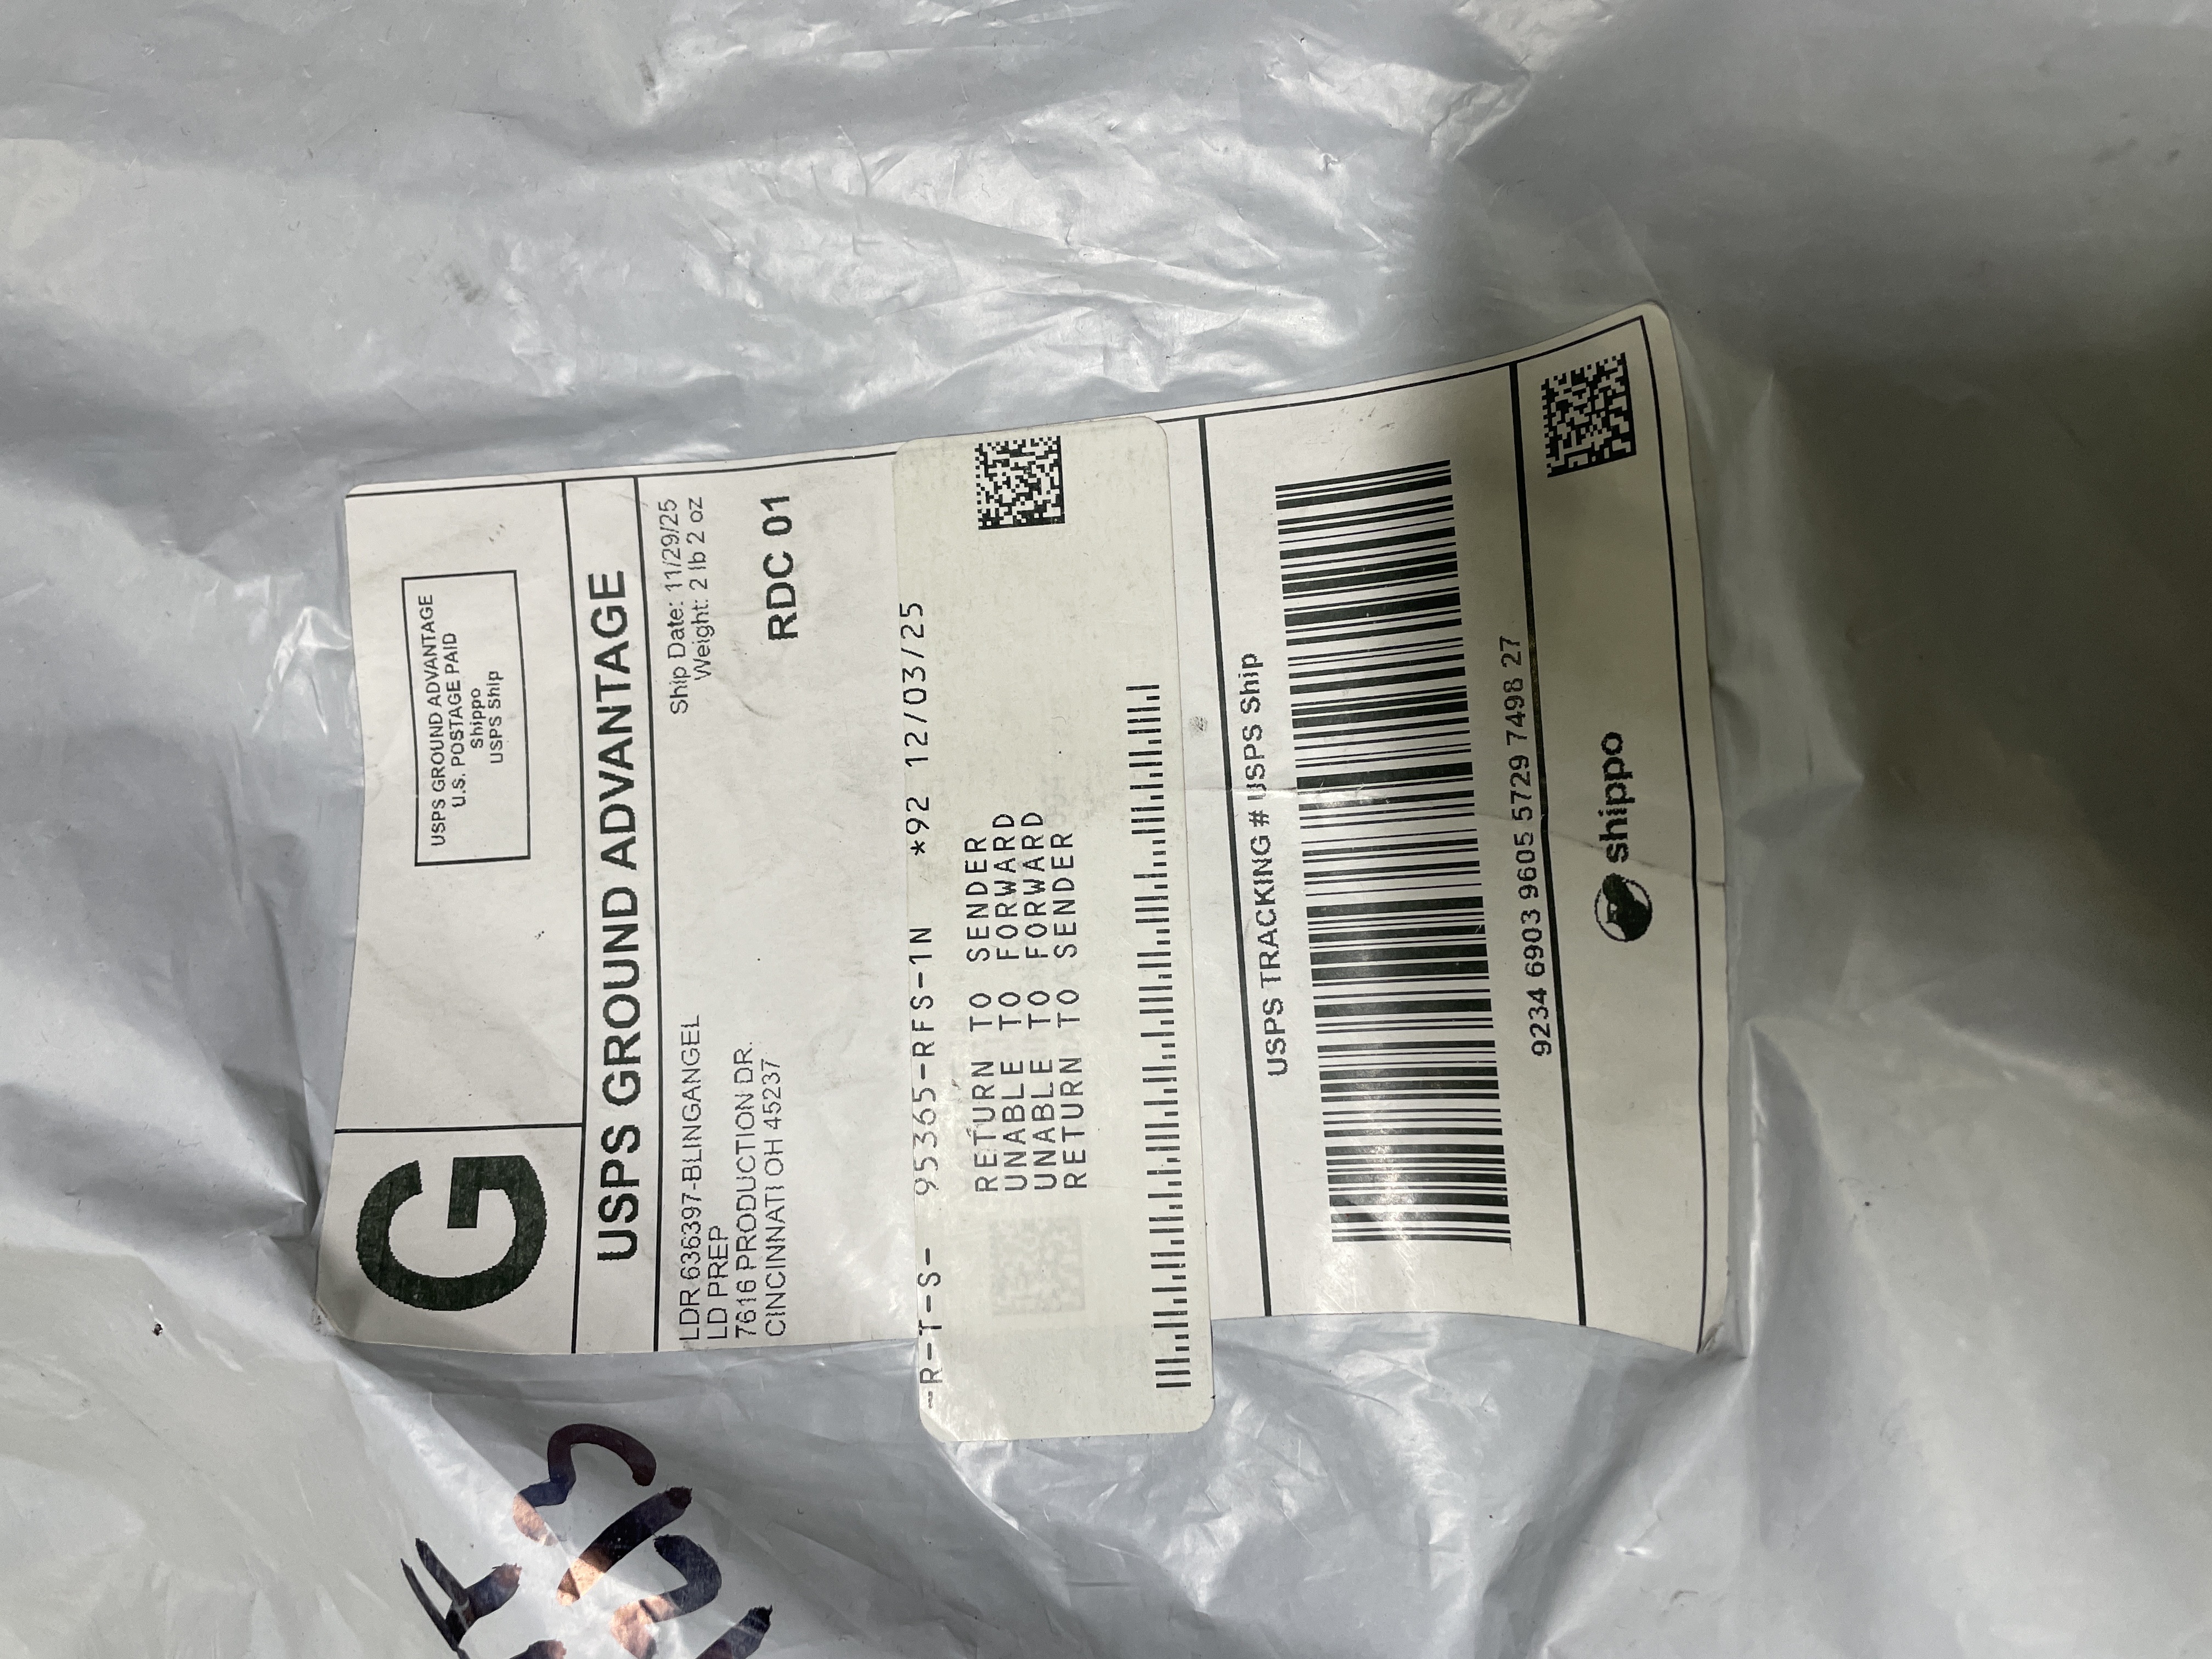 G
USPS GROUND ADVANTAGE
U.S. POSTAGE PAID
Shippo
USPS Ship
USPS GROUND ADVANTAGE
Ship Date: 11/29/25
Weight: 2 lb 2 oz
RDC 01
LDR 636397-BLINGANGEL
LD PREP
7616 PRODUCTION DR.
CINCINNATI OH 45237
-R-T-S- 95365-RFS-1N *92 12/03/25
RETURN TO SENDER
UNABLE TO FORWARD
UNABLE TO FORWARD
RETURN TO SENDER
USPS TRACKING # USPS Ship
9234 6903 9605 5729 7498 27
shippo